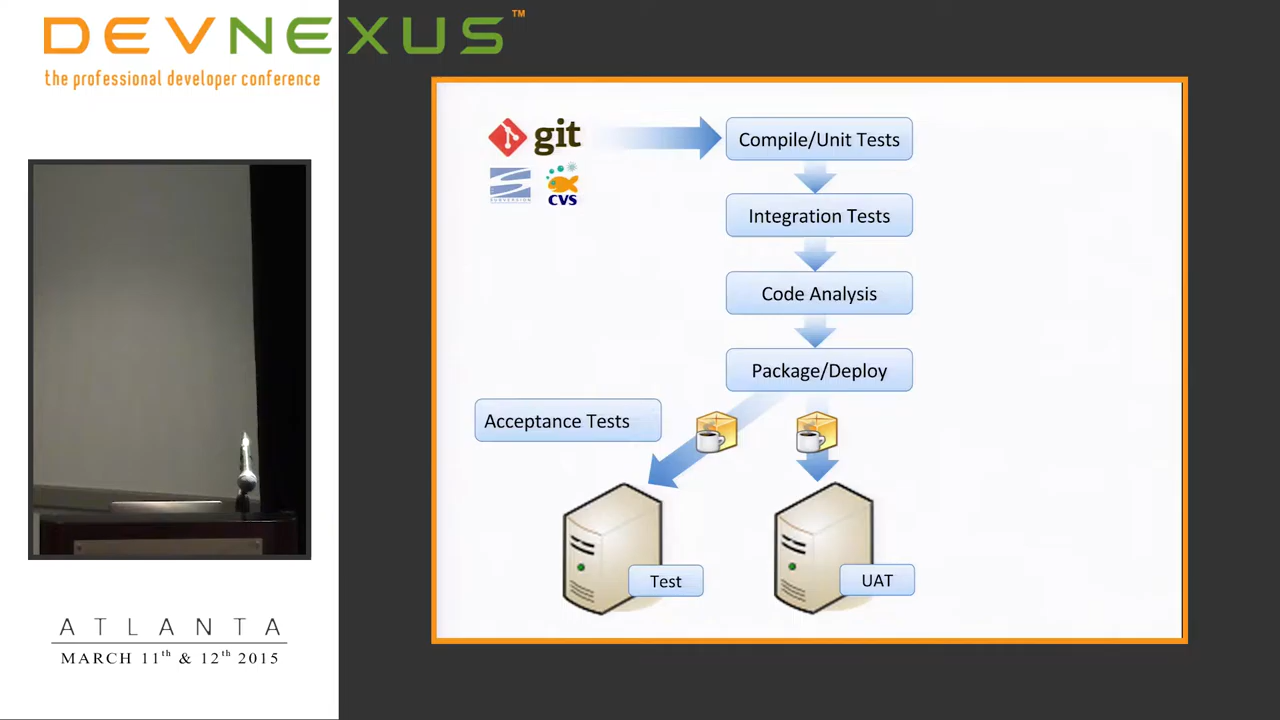 DEVNEXUS™
the professional developer conference
git
SUBVERSION
CVS
Compile/Unit Tests
Integration Tests
Code Analysis
Package/Deploy
Acceptance Tests
Test
UAT
ATLANTA
MARCH 11th & 12th 2015